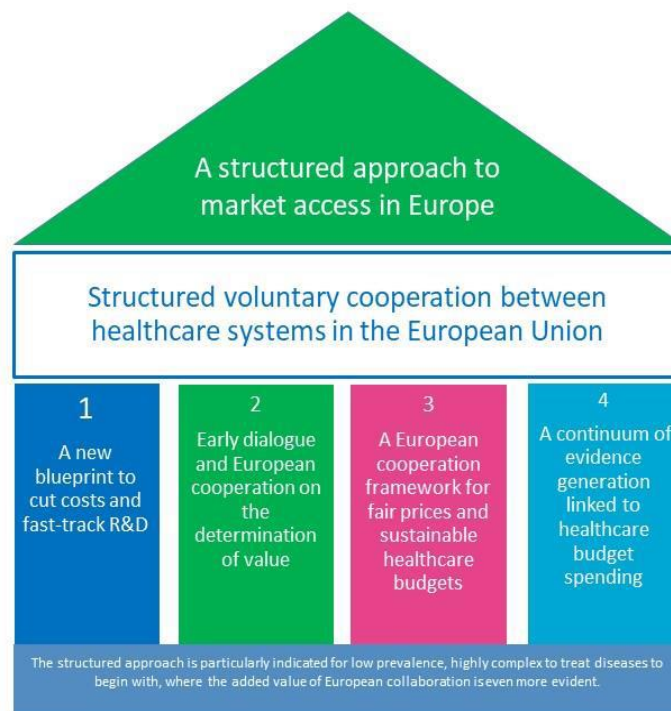 A structured approach to
market access in Europe
Structured voluntary cooperation between
healthcare systems in the European Union
1
A new
blueprint to
cut costs and
fast-track R&D
2
Early dialogue
and European
cooperation on
the
determination
of value
3
A European
cooperation
framework for
fair prices and
sustainable
healthcare
budgets
4
A continuum of
evidence
generation
linked to
healthcare
budget
spending
The structured approach is particularly indicated for low prevalence, highly complex to treat diseases to
begin with, where the added value of European collaboration is even more evident.